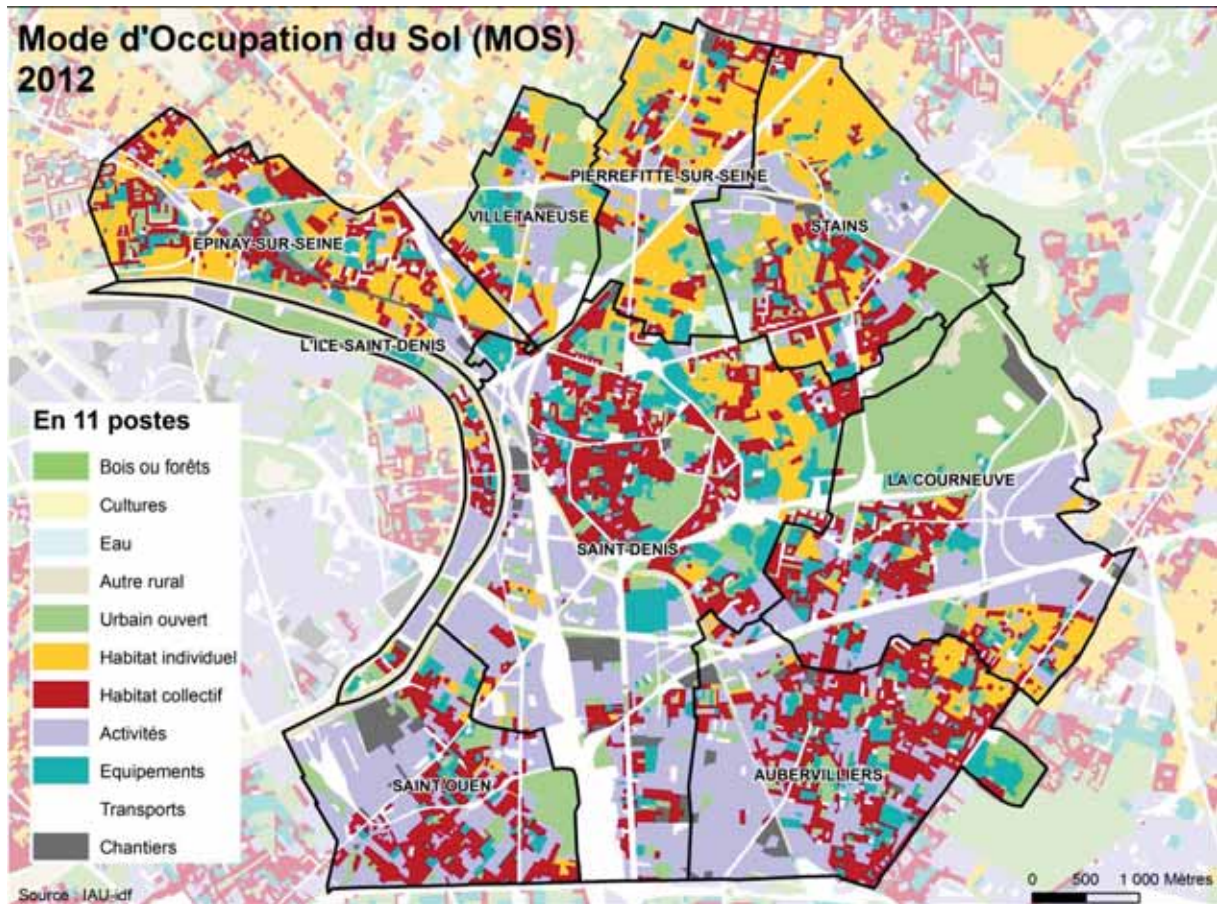 Mode d'Occupation du Sol (MOS)
2012
PIERREFITTE-SUR-SEINE
VILLETANEUSE
STAINS
EPINAY-SUR-SEINE
L'ILE-SAINT-DENIS
LA COURNEUVE
SAINT-DENIS
AUBERVILLIERS
SAINT OUEN
En 11 postes
Bois ou forêts
Cultures
Eau
Autre rural
Urbain ouvert
Habitat individuel
Habitat collectif
Activités
Equipements
Transports
Chantiers
Source : IAU-idf
0 500 1 000 Mètres